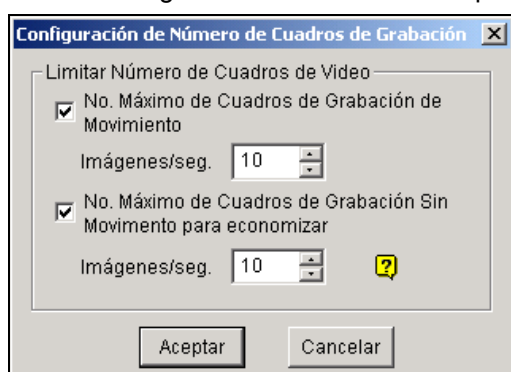 Configuración de Número de Cuadros de Grabación
Limitar Número de Cuadros de Video
No. Máximo de Cuadros de Grabación de
Movimiento
Imágenes/seg. 10
No. Máximo de Cuadros de Grabación Sin
Movimento para economizar
Imágenes/seg. 10 ?
Aceptar Cancelar